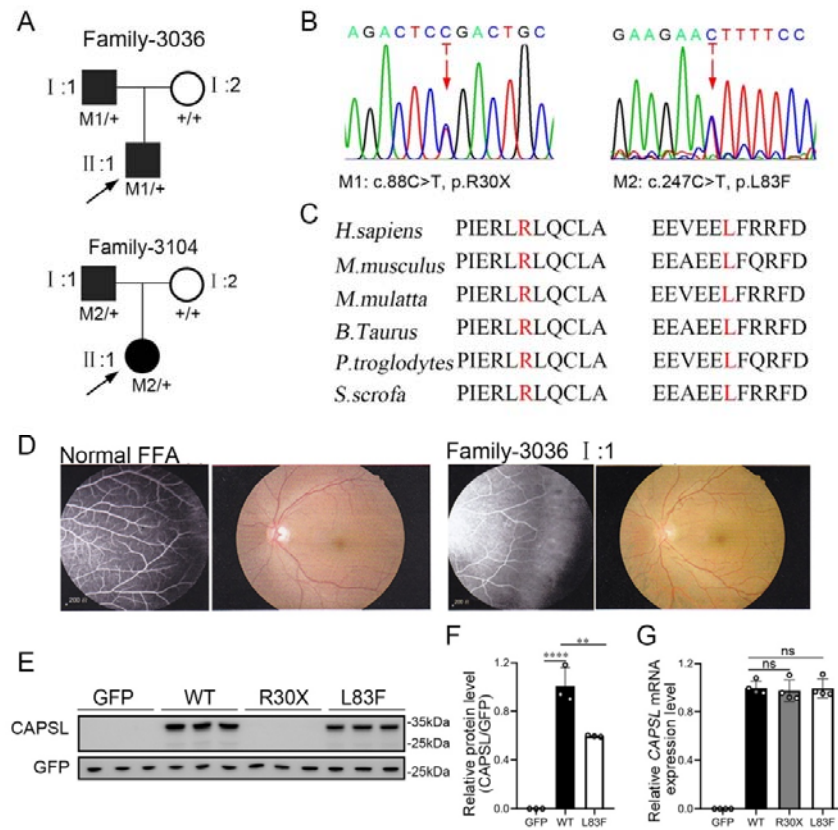 A
Family-3036
I:1
I:2
M1/+
+/+
II:1
M1/+
Family-3104
I:1
I:2
M2/+
+/+
II:1
M2/+
B
AGACTCCGACTGC
T
M1: c.88C>T, p.R30X
GAAGAACTTTTCC
T
M2: c.247C>T, p.L83F
C
H.sapiens PIERLRLQCLA EEVEELFRRFD
M.musculus PIERLRLQCLA EEAEELFQRFD
M.mulatta PIERLRLQCLA EEVEELFRRFD
B.Taurus PIERLRLQCLA EEAEELFRRFD
P.troglodytes PIERLRLQCLA EEVEELFQRFD
S.scrofa PIERLRLQCLA EEAEELFRRFD
D
Normal FFA
Family-3036 I:1
E
GFP WT R30X L83F
CAPSL
-35kDa
-25kDa
GFP
-25kDa
F
Relative protein level
(CAPSL/GFP)
1.2
0.8
0.4
0.0
****
**
GFP WT L83F
G
Relative CAPSL mRNA
expression level
1.2
0.8
0.4
0.0
ns
ns
GFP WT R30X L83F